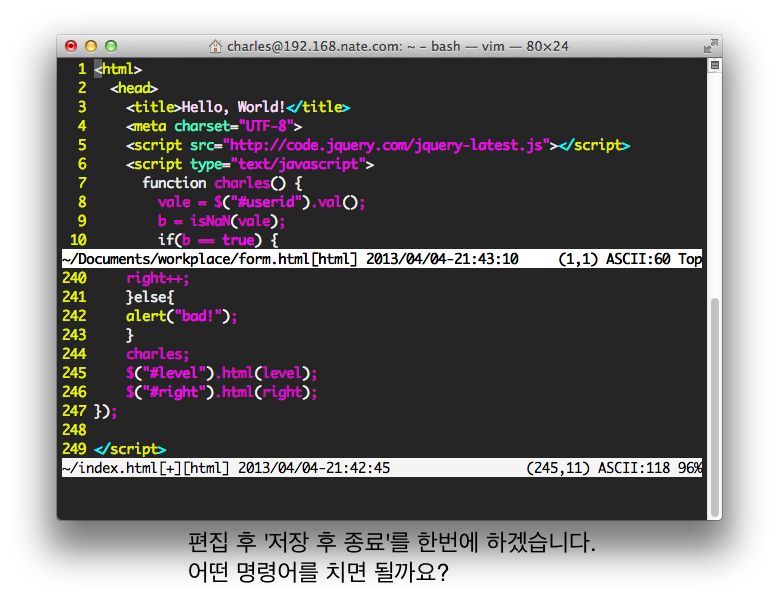 charles@192.168.nate.com: ~ – bash — vim — 80×24
1 <html>
2 <head>
3 <title>Hello, World!</title>
4 <meta charset="UTF-8">
5 <script src="http://code.jquery.com/jquery-latest.js"></script>
6 <script type="text/javascript">
7 function charles() {
8 vale = $("#userid").val();
9 b = isNaN(vale);
10 if(b == true) {
~/Documents/workplace/form.html[html] 2013/04/04-21:43:10 (1,1) ASCII:60 Top
240 right++;
241 }else{
242 alert("bad!");
243 }
244 charles;
245 $("#level").html(level);
246 $("#right").html(right);
247 });
248
249 </script>
~/index.html[+][html] 2013/04/04-21:42:45 (245,11) ASCII:118 96%
편집 후 '저장 후 종료'를 한번에 하겠습니다.
어떤 명령어를 치면 될까요?